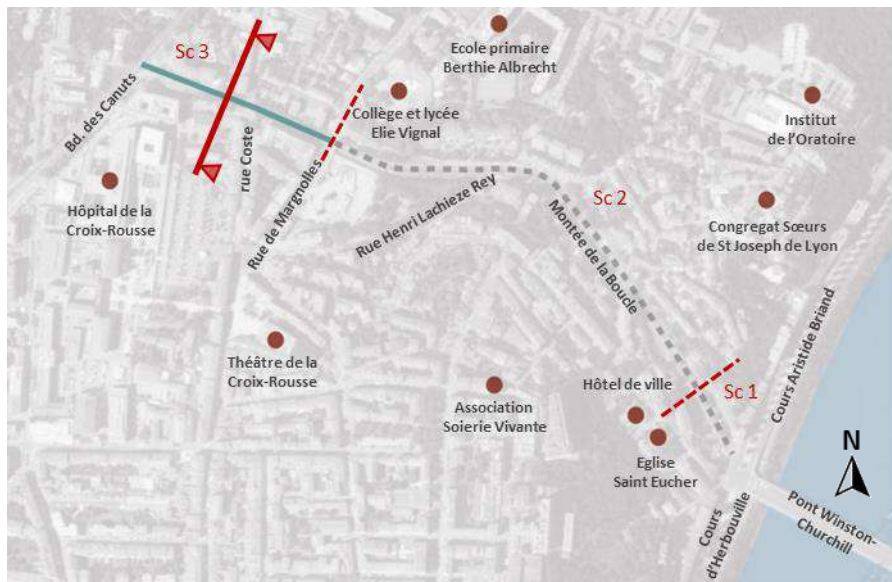 Sc 3
Ecole primaire
Berthie Albrecht
Bd. des Canuts
Collège et lycée
Elie Vignal
Institut
de l'Oratoire
rue Coste
Hôpital de la
Croix-Rousse
Rue de Margnolles
Rue Henri Lachieze Rey
Sc 2
Montée de la Boucle
Congregat Sœurs
de St Joseph de Lyon
Cours Aristide Briand
Théâtre de la
Croix-Rousse
Association
Soierie Vivante
Hôtel de ville
Sc 1
Eglise
Saint Eucher
N
Cours
d'Herbouville
Pont Winston-
Churchill